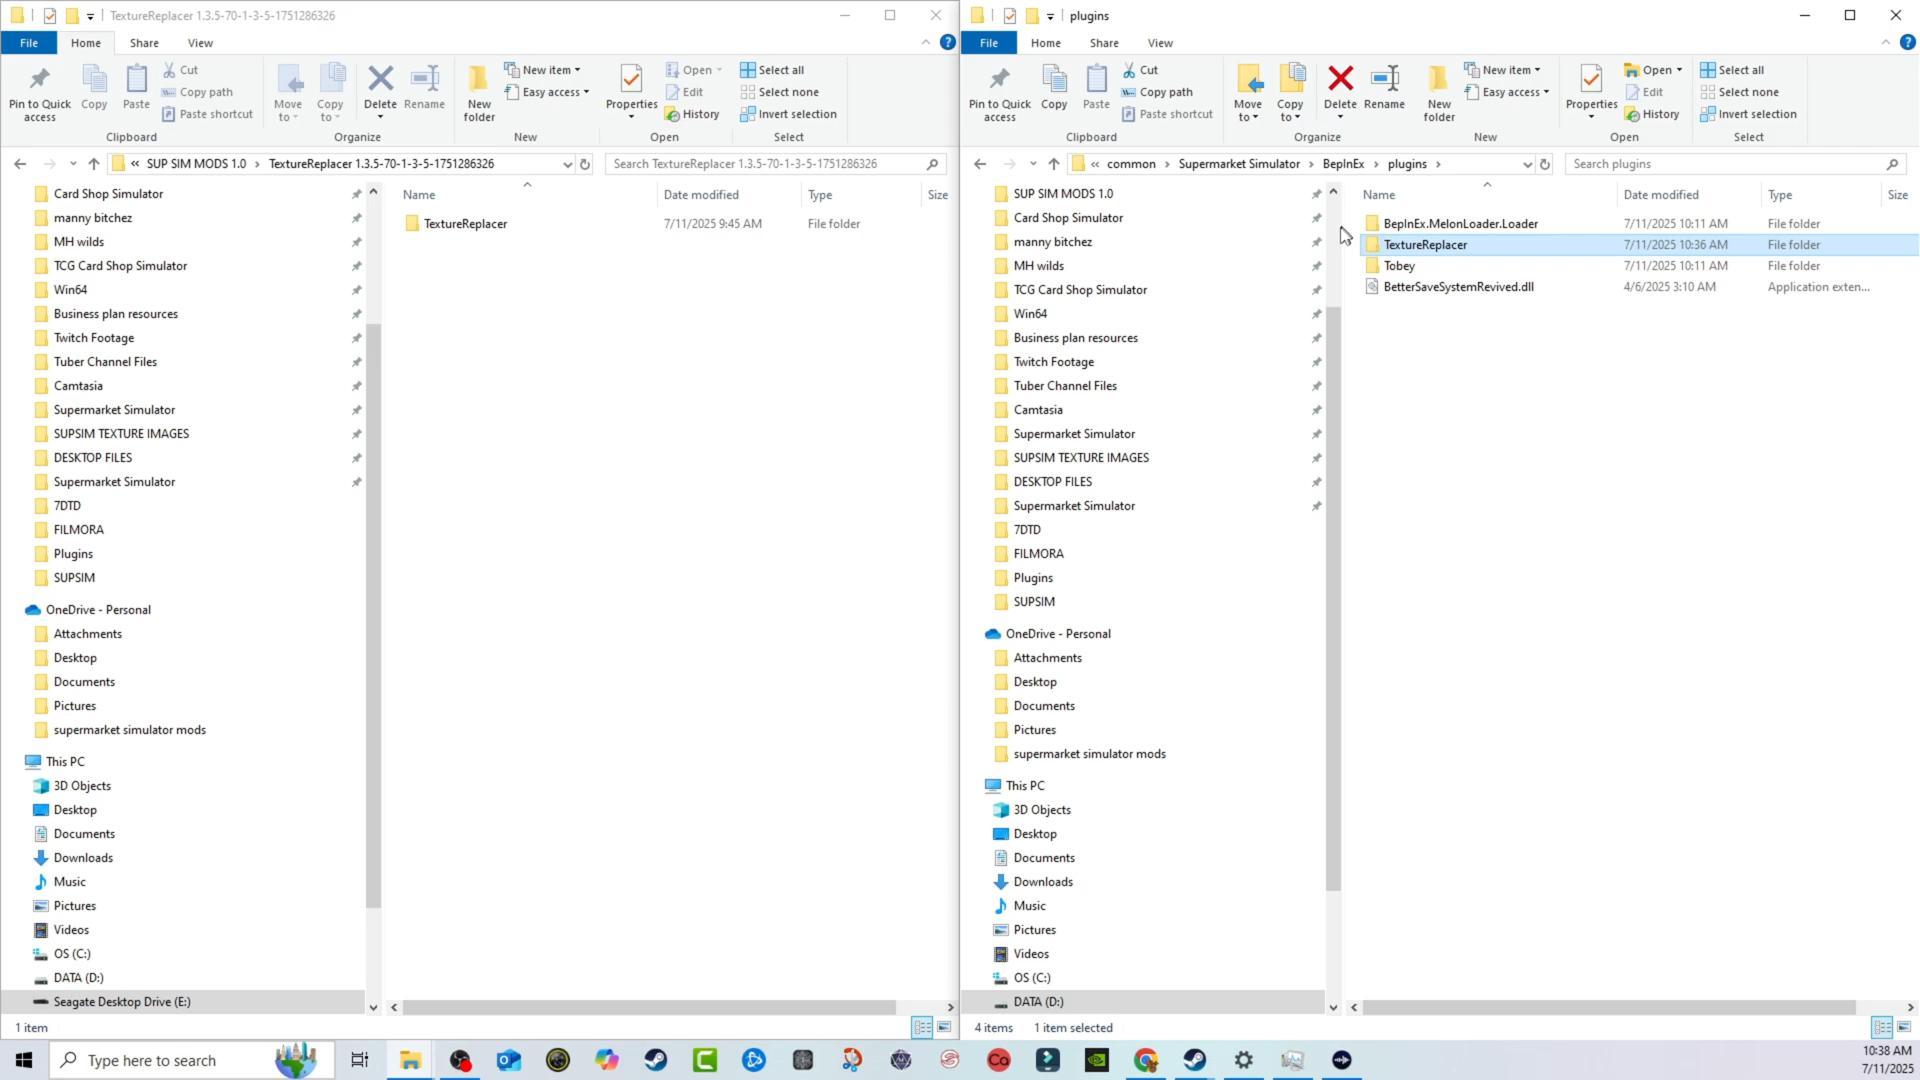 TextureReplacer 1.3.5-70-1-3-5-1751286326
File
Home
Share
View
Pin to Quick access
Copy
Paste
Cut
Copy path
Paste shortcut
Clipboard
Move to
Copy to
Delete
Rename
Organize
New folder
New item
Easy access
New
Properties
Open
Edit
History
Open
Select all
Select none
Invert selection
Select
« SUP SIM MODS 1.0 › TextureReplacer 1.3.5-70-1-3-5-1751286326
Search TextureReplacer 1.3.5-70-1-3-5-1751286326
Card Shop Simulator
manny bitchez
MH wilds
TCG Card Shop Simulator
Win64
Business plan resources
Twitch Footage
Tuber Channel Files
Camtasia
Supermarket Simulator
SUPSIM TEXTURE IMAGES
DESKTOP FILES
Supermarket Simulator
7DTD
FILMORA
Plugins
SUPSIM
OneDrive - Personal
Attachments
Desktop
Documents
Pictures
supermarket simulator mods
This PC
3D Objects
Desktop
Documents
Downloads
Music
Pictures
Videos
OS (C:)
DATA (D:)
Seagate Desktop Drive (E:)
Name Date modified Type Size
TextureReplacer 7/11/2025 9:45 AM File folder
1 item
plugins
File
Home
Share
View
Pin to Quick access
Copy
Paste
Cut
Copy path
Paste shortcut
Clipboard
Move to
Copy to
Delete
Rename
Organize
New folder
New item
Easy access
New
Properties
Open
Edit
History
Open
Select all
Select none
Invert selection
Select
« common › Supermarket Simulator › BepInEx › plugins ›
Search plugins
SUP SIM MODS 1.0
Card Shop Simulator
manny bitchez
MH wilds
TCG Card Shop Simulator
Win64
Business plan resources
Twitch Footage
Tuber Channel Files
Camtasia
Supermarket Simulator
SUPSIM TEXTURE IMAGES
DESKTOP FILES
Supermarket Simulator
7DTD
FILMORA
Plugins
SUPSIM
OneDrive - Personal
Attachments
Desktop
Documents
Pictures
supermarket simulator mods
This PC
3D Objects
Desktop
Documents
Downloads
Music
Pictures
Videos
OS (C:)
DATA (D:)
Name Date modified Type Size
BepInEx.MelonLoader.Loader 7/11/2025 10:11 AM File folder
TextureReplacer 7/11/2025 10:36 AM File folder
Tobey 7/11/2025 10:11 AM File folder
BetterSaveSystemRevived.dll 4/6/2025 3:10 AM Application exten...
4 items 1 item selected
Type here to search
10:38 AM
7/11/2025